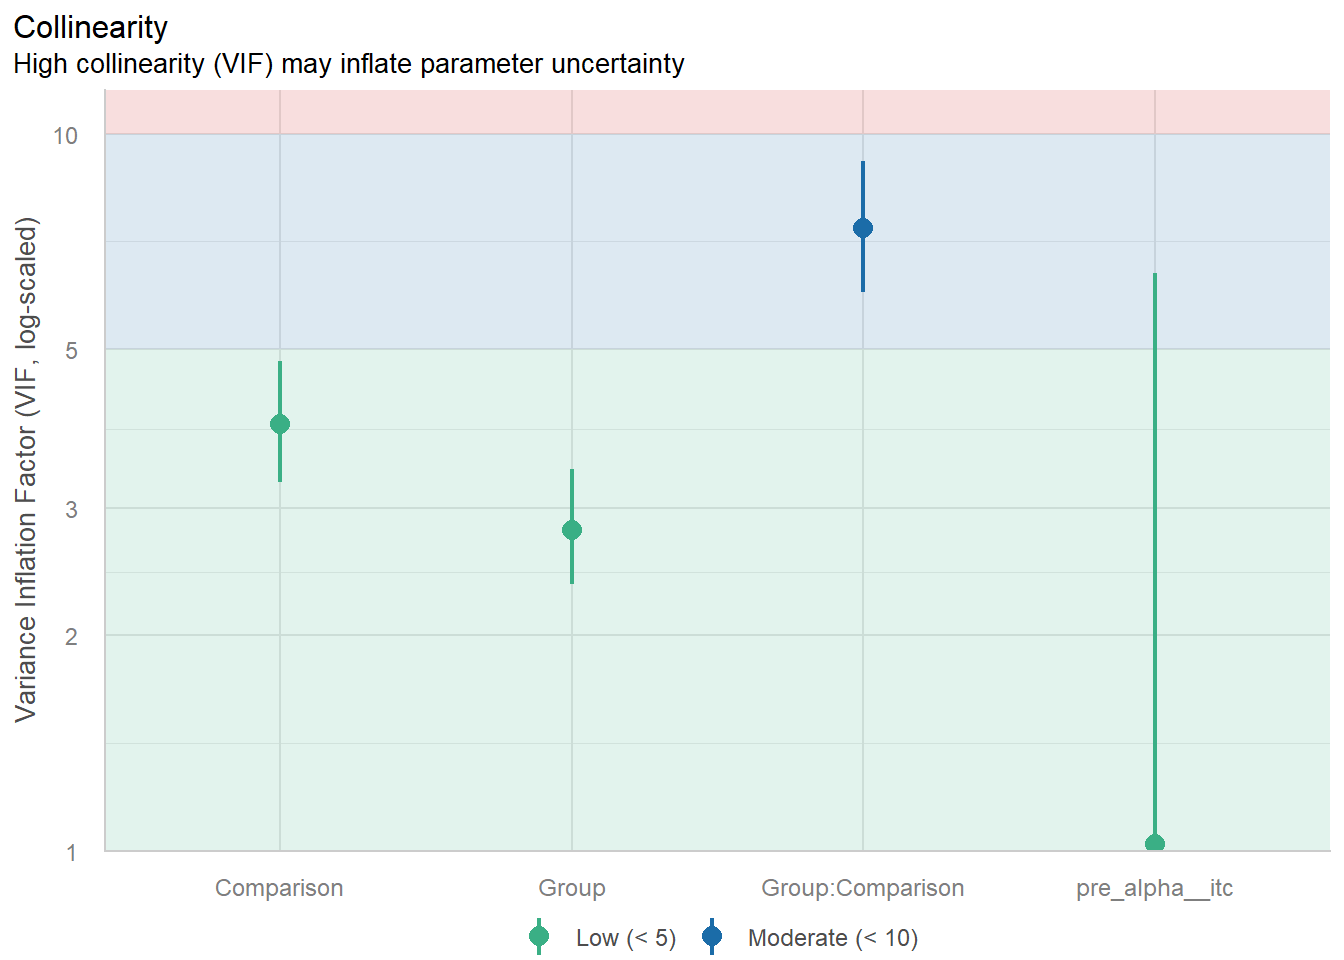 Collinearity
High collinearity (VIF) may inflate parameter uncertainty
Variance Inflation Factor (VIF, log-scaled)
10
5
3
2
1
Comparison
Group
Group:Comparison
pre_alpha__itc
Low (< 5)
Moderate (< 10)